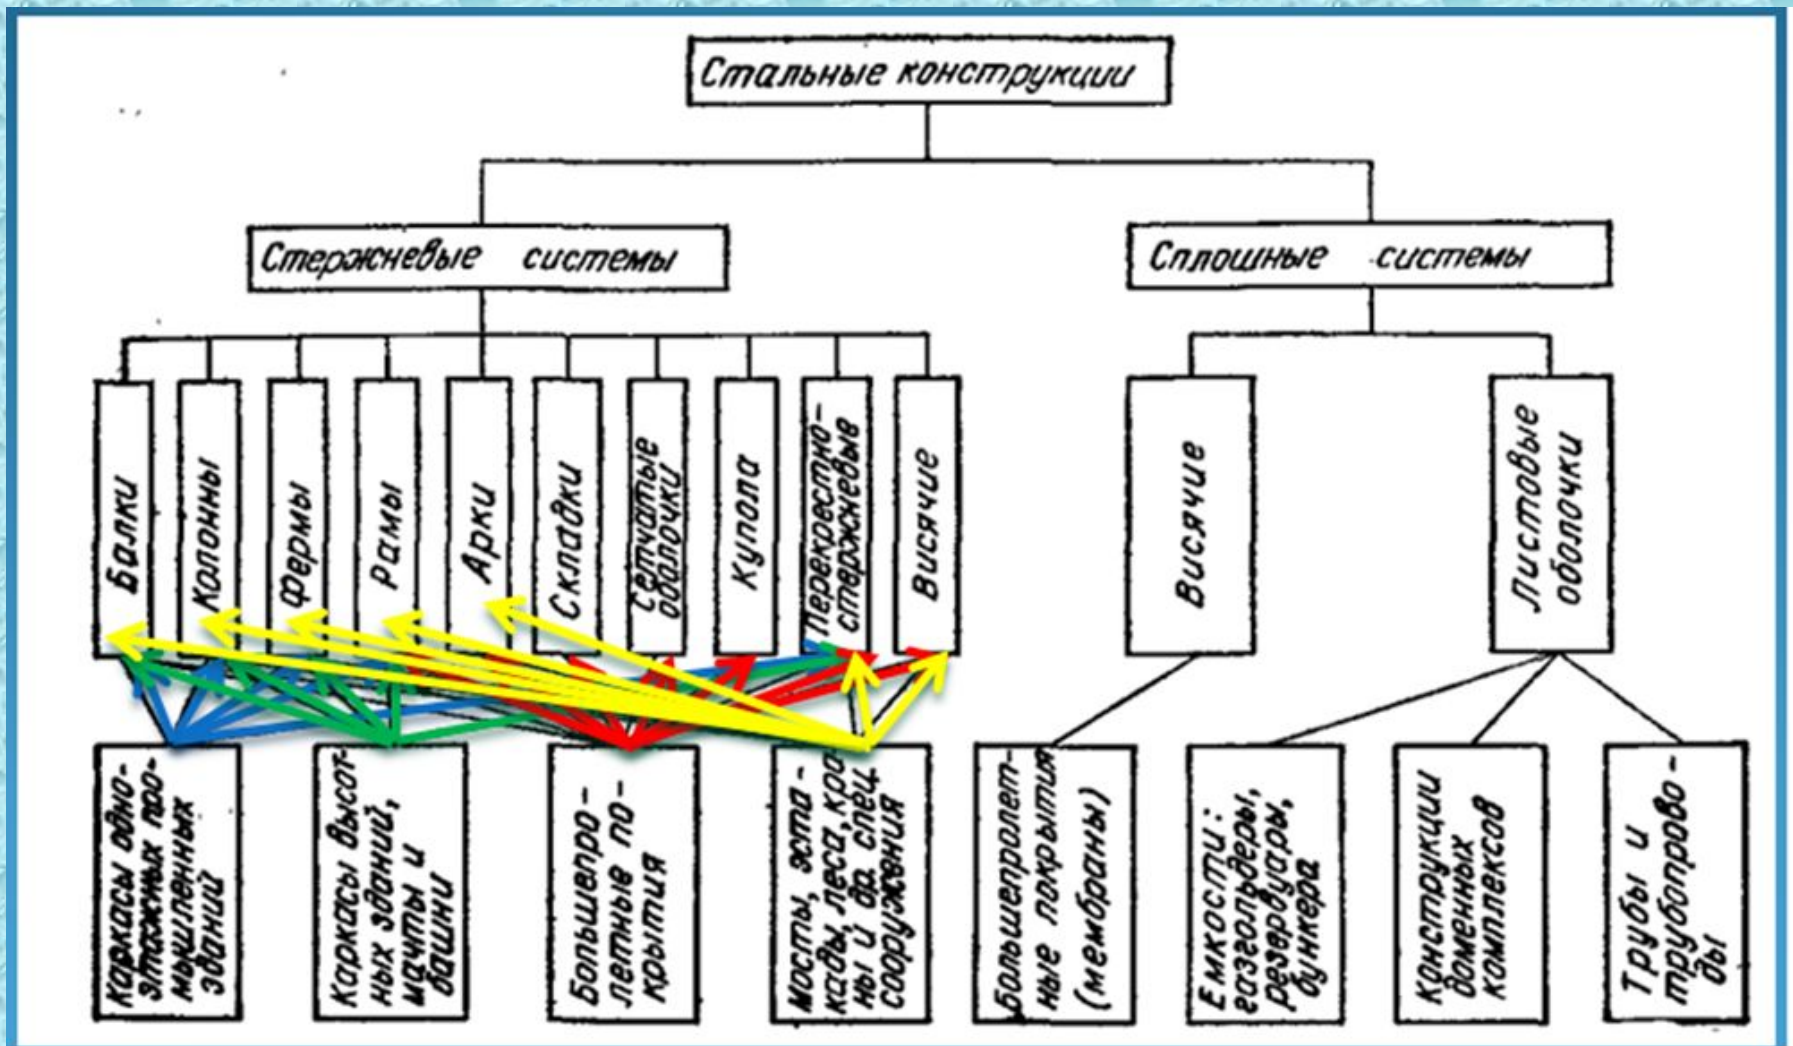 Стальные конструкции
Стержневые системы
Сплошные системы
Балки
Колонны
Фермы
Рамы
Арки
Складки
Сетчатые
оболочки
Купола
Перекрестно-
стержневые
Висячие
Висячие
Листовые
оболочки
Каркасы одно-
этажных про-
мышленных
зданий
Каркасы высот-
ных зданий,
мачты и
башни
Большепро-
летные по-
крытия
Мосты, эста-
кады, леса, кра
ны и др. спец.
сооружения
Большепролет-
ные покрытия
(мембраны)
Емкости:
газгольдеры,
резервуары,
бункера
Конструкции
доменных
комплексов
Трубы и
трубопрово-
ды